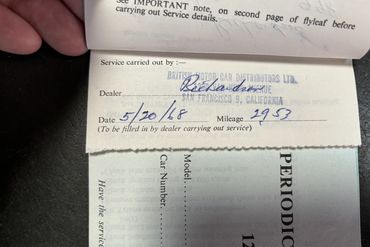 See IMPORTANT note, on second page of flyleaf before
carrying out Service details.
Service carried out by :—
BRITISH MOTOR CAR DISTRIBUTORS LTD.
Dealer
SAN FRANCISCO 9, CALIFORNIA
Date 5/20/68 Mileage 2953
(To be filled in by dealer carrying out service)
PERIODIC
12
Model
Car Number
Have the service